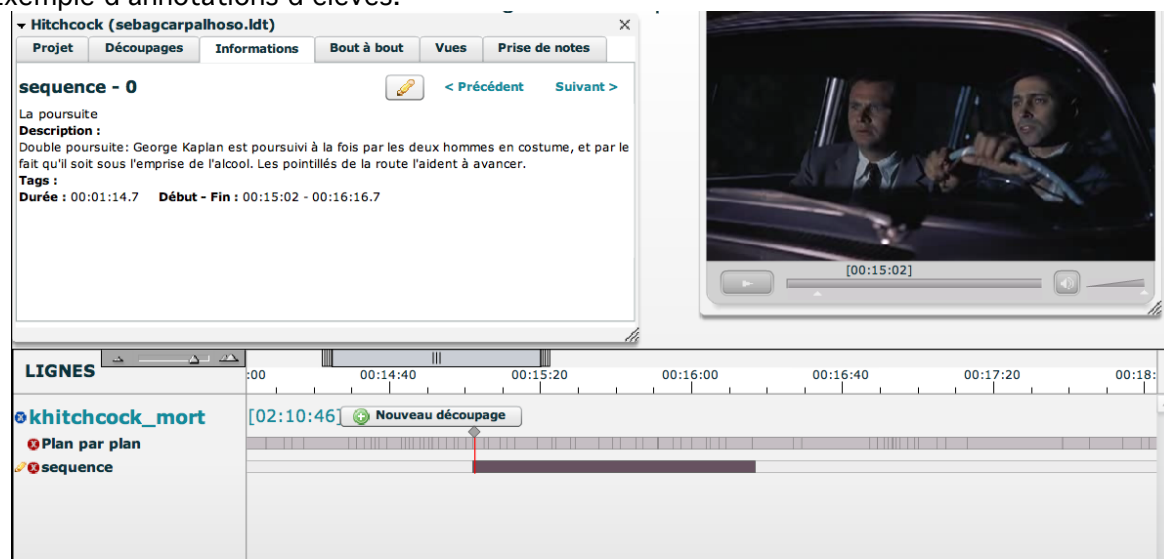 Exemple d'annotations d'élèves.
Hitchcock (sebagcarpalhoso.ldt)
Projet Découpages Informations Bout à bout Vues Prise de notes
sequence - 0 < Précédent Suivant >
La poursuite
Description :
Double poursuite: George Kaplan est poursuivi à la fois par les deux hommes en costume, et par le
fait qu'il soit sous l'emprise de l'alcool. Les pointillés de la route l'aident à avancer.
Tags :
Durée : 00:01:14.7 Début - Fin : 00:15:02 - 00:16:16.7
[00:15:02]
LIGNES :00 00:14:40 00:15:20 00:16:00 00:16:40 00:17:20 00:18:
khitchcock_mort [02:10:46] Nouveau découpage
Plan par plan
sequence